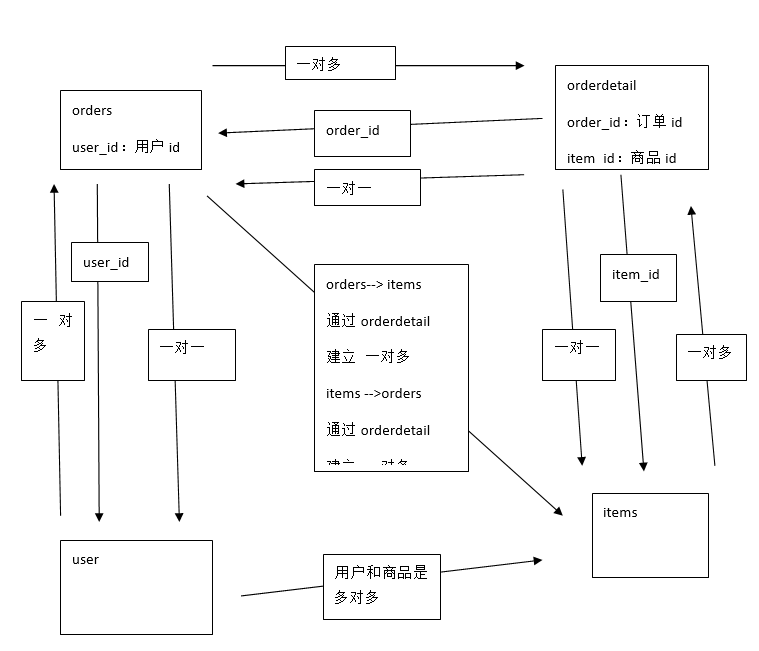 一对多
orders
user_id：用户 id
order_id
一对一
orderdetail
order_id：订单 id
item id：商品 id
user_id
一 对
多
一对一
orders--> items
通过 orderdetail
建立 一对多
items -->orders
通过 orderdetail
item_id
一对一
一对多
user
用户和商品是
多对多
items